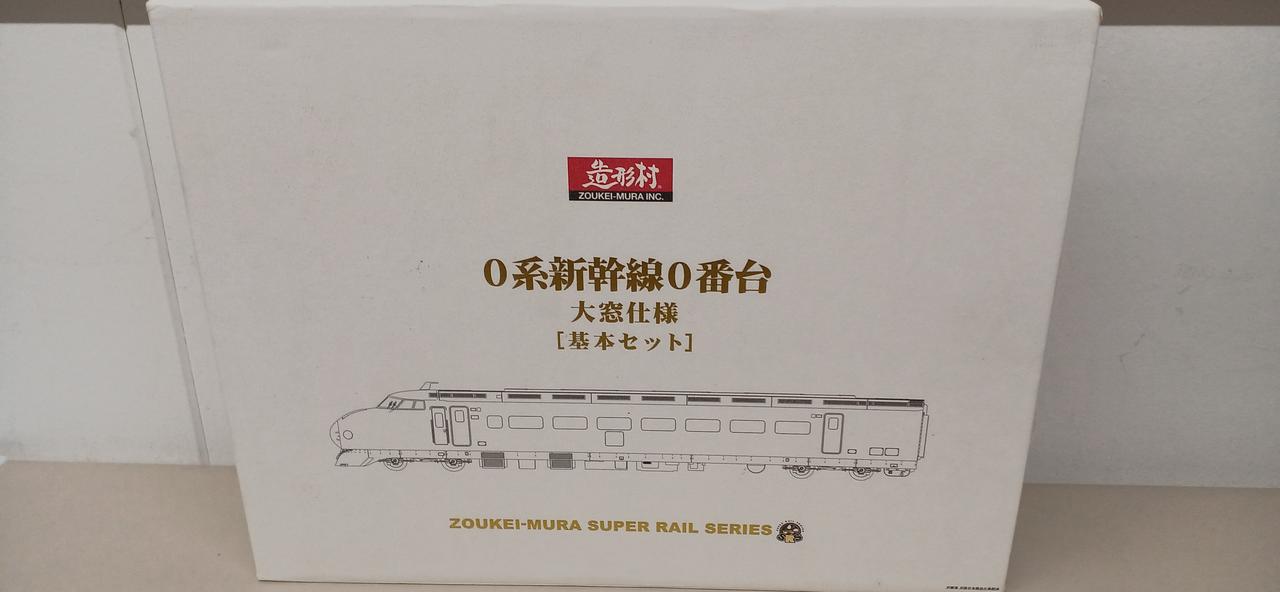 造形村
ZOUKEI-MURA INC.
0系新幹線0番台
大窓仕様
[基本セット]
ZOUKEI-MURA SUPER RAIL SERIES